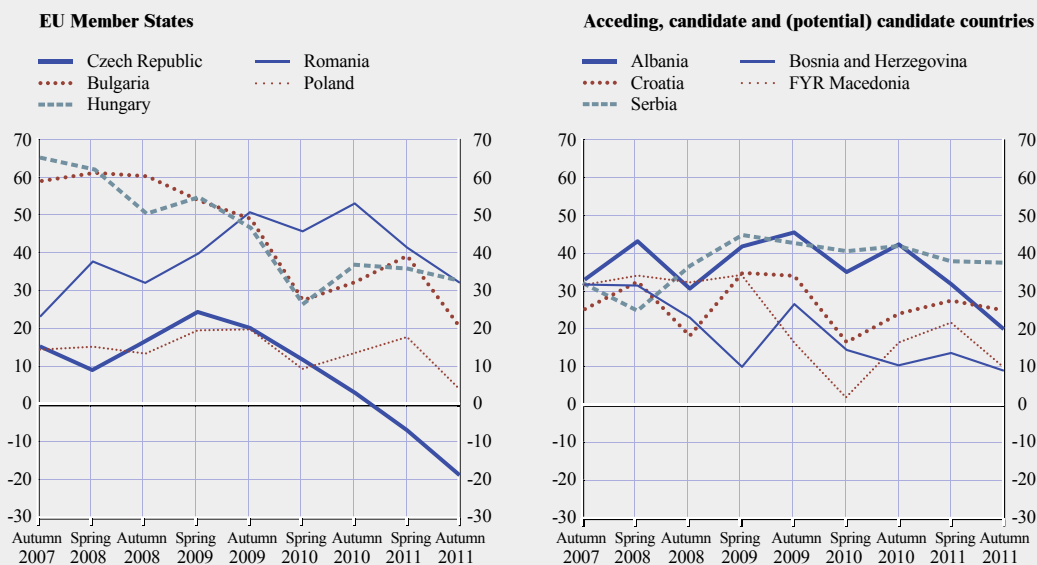 EU Member States
Czech Republic
Romania
Bulgaria
Poland
Hungary
70 70
60 60
50 50
40 40
30 30
20 20
10 10
0 0
-10 -10
-20 -20
-30 -30
Autumn Spring Autumn Spring Autumn Spring Autumn Spring Autumn
2007 2008 2008 2009 2009 2010 2010 2011 2011
Acceding, candidate and (potential) candidate countries
Albania
Bosnia and Herzegovina
Croatia
FYR Macedonia
Serbia
70 70
60 60
50 50
40 40
30 30
20 20
10 10
0 0
-10 -10
-20 -20
-30 -30
Autumn Spring Autumn Spring Autumn Spring Autumn Spring Autumn
2007 2008 2008 2009 2009 2010 2010 2011 2011